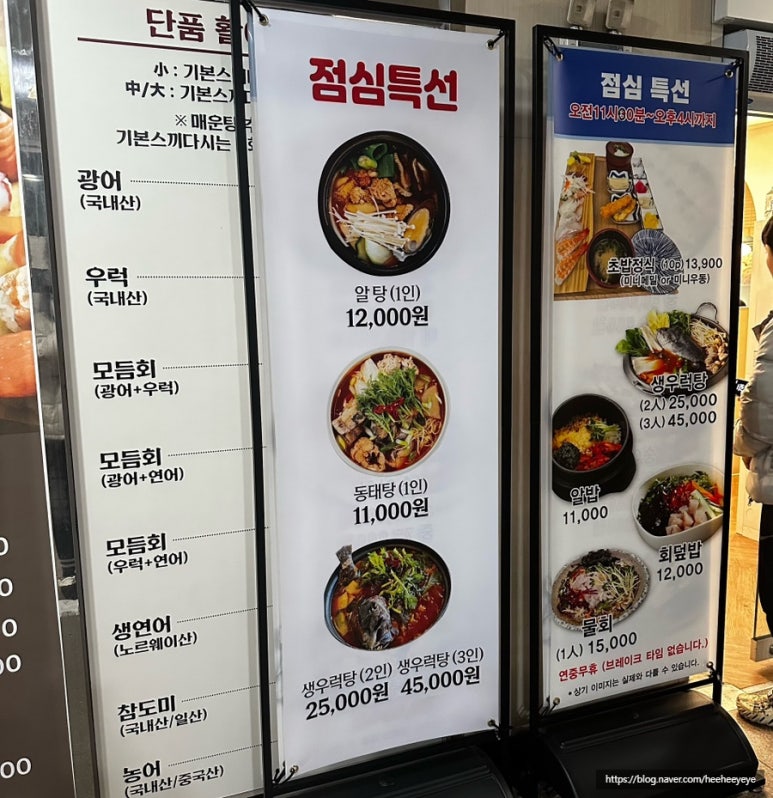 단품
小 : 기본스
中/大 : 기본스
※ 매운탕
기본스끼다시는
광어
(국내산)
우럭
(국내산)
모듬회
(광어+우럭)
모듬회
(광어+연어)
모듬회
(우럭+연어)
생연어
(노르웨이산)
참도미
(국내산/일산)
농어
(국내산/중국산)
점심특선
알탕 (1인)
12,000원
동태탕 (1인)
11,000원
생우럭탕 (2인) 생우럭탕 (3인)
25,000원 45,000원
점심 특선
오전11시30분~오후4시까지
초밥정식 (10p) 13,900
(미니메밀 or 미니우동)
생우럭탕
(2人) 25,000
(3人) 45,000
알밥
11,000
회덮밥
12,000
물회
(1人) 15,000
연중무휴 (브레이크 타임 없습니다.)
• 상기 이미지는 실제와 다를 수 있습니다.
https://blog.naver.com/heeheeyeye